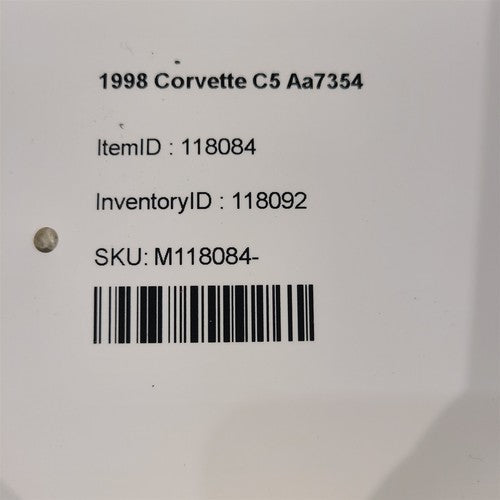 1998 Corvette C5 Aa7354
ItemID : 118084
InventoryID : 118092
SKU: M118084-